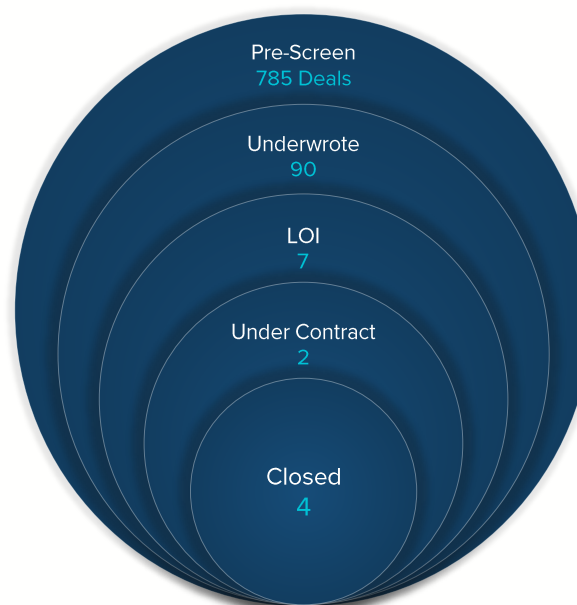 Pre-Screen
785 Deals
Underwrote
90
LOI
7
Under Contract
2
Closed
4